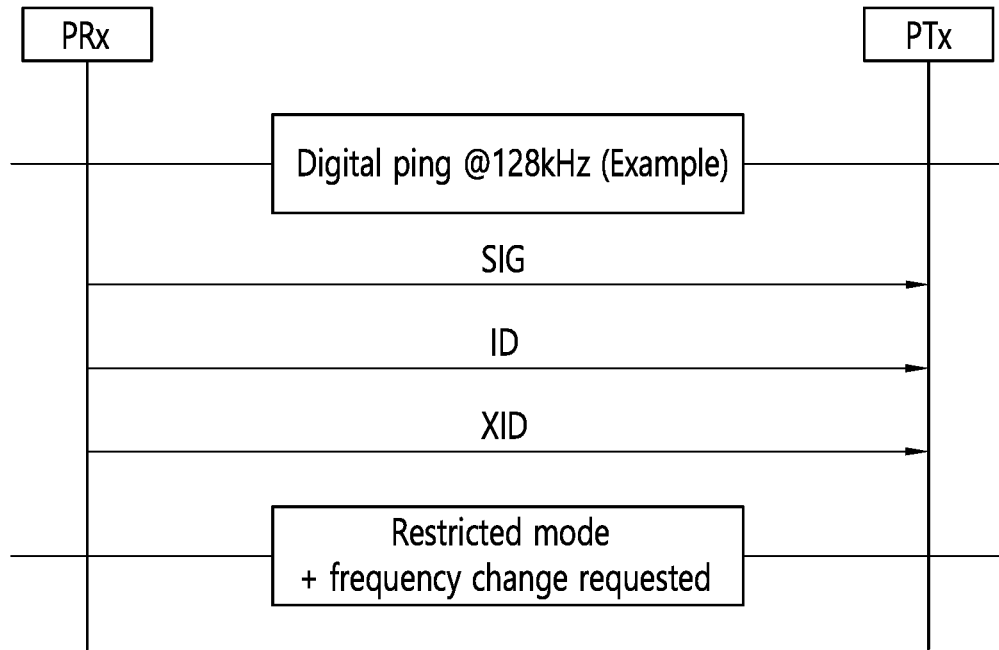 PRx
PTx
Digital ping @128kHz (Example)
SIG
ID
XID
Restricted mode
+ frequency change requested